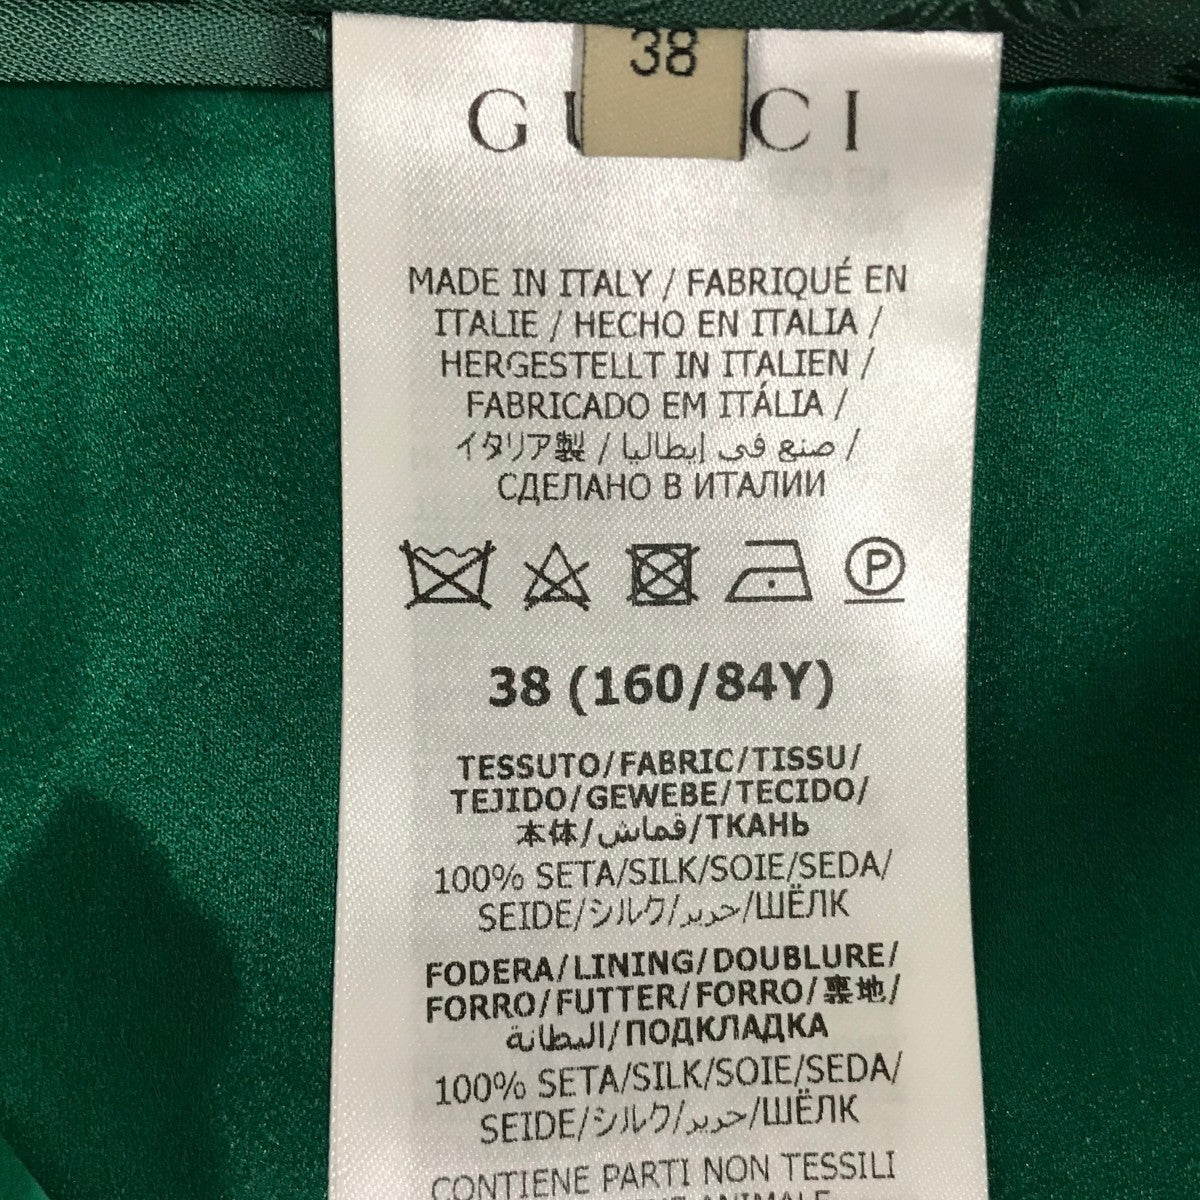 38
GUCCI
MADE IN ITALY / FABRIQUÉ EN
ITALIE / HECHO EN ITALIA /
HERGESTELLT IN ITALIEN /
FABRICADO EM ITÁLIA /
イタリア製 / صنع في إيطاليا /
СДЕЛАНО В ИТАЛИИ
P
38 (160/84Y)
TESSUTO/FABRIC/TISSU/
TEJIDO/GEWEBE/TECIDO/
本体/قماش/ТКАНЬ
100% SETA/SILK/SOIE/SEDA/
SEIDE/シルク/حرير/ШЁЛК
FODERA/LINING/DOUBLURE/
FORRO/FUTTER/FORRO/裏地/
البطانة/ПОДКЛАДКА
100% SETA/SILK/SOIE/SEDA/
SEIDE/シルク/حرير/ШЁЛК
CONTIENE PARTI NON TESSILI
ANIMALE